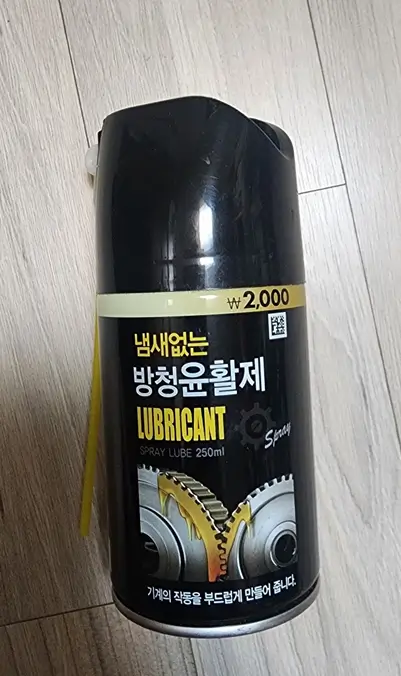 ₩2,000
냄새없는
방청윤활제
LUBRICANT
Spray
SPRAY LUBE 250ml
기계의 작동을 부드럽게 만들어 줍니다.